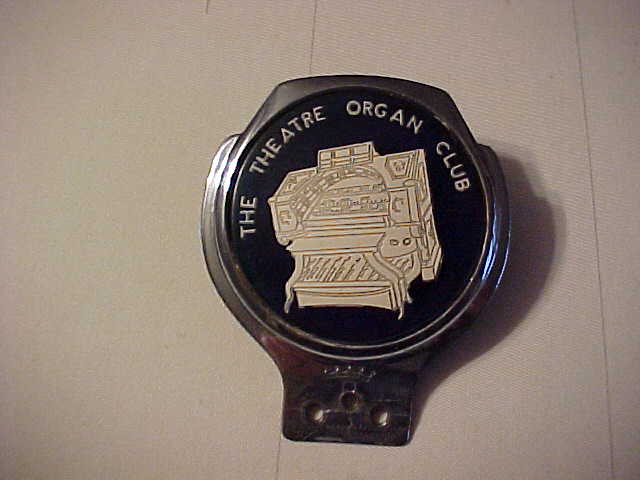 THE THEATRE ORGAN CLUB